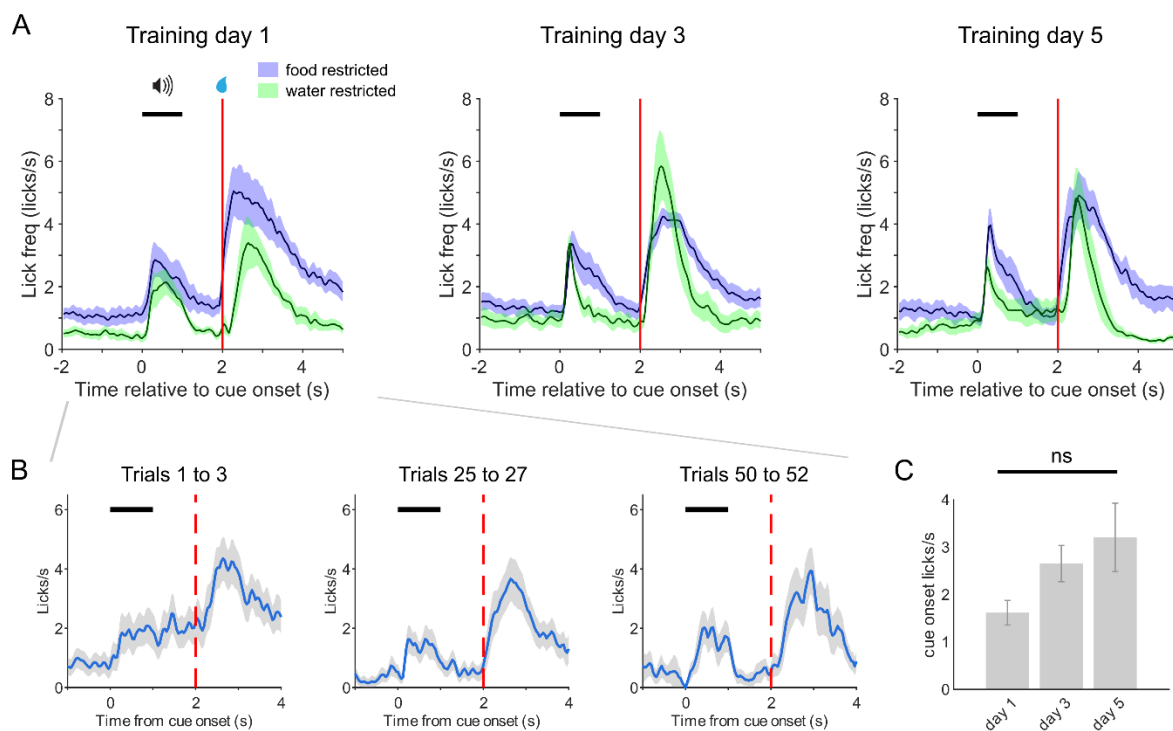 A
Training day 1
Training day 3
Training day 5
food restricted
water restricted
8
6
4
2
0
Lick freq (licks/s)
-2
0
2
4
Time relative to cue onset (s)
8
6
4
2
0
Lick freq (licks/s)
-2
0
2
4
Time relative to cue onset (s)
8
6
4
2
0
Lick freq (licks/s)
-2
0
2
4
Time relative to cue onset (s)
B
Trials 1 to 3
Trials 25 to 27
Trials 50 to 52
6
4
2
0
Licks/s
0
2
4
Time from cue onset (s)
6
4
2
0
Licks/s
0
2
4
Time from cue onset (s)
6
4
2
0
Licks/s
0
2
4
Time from cue onset (s)
C
ns
4
3
2
1
0
cue onset licks/s
day 1
day 3
day 5